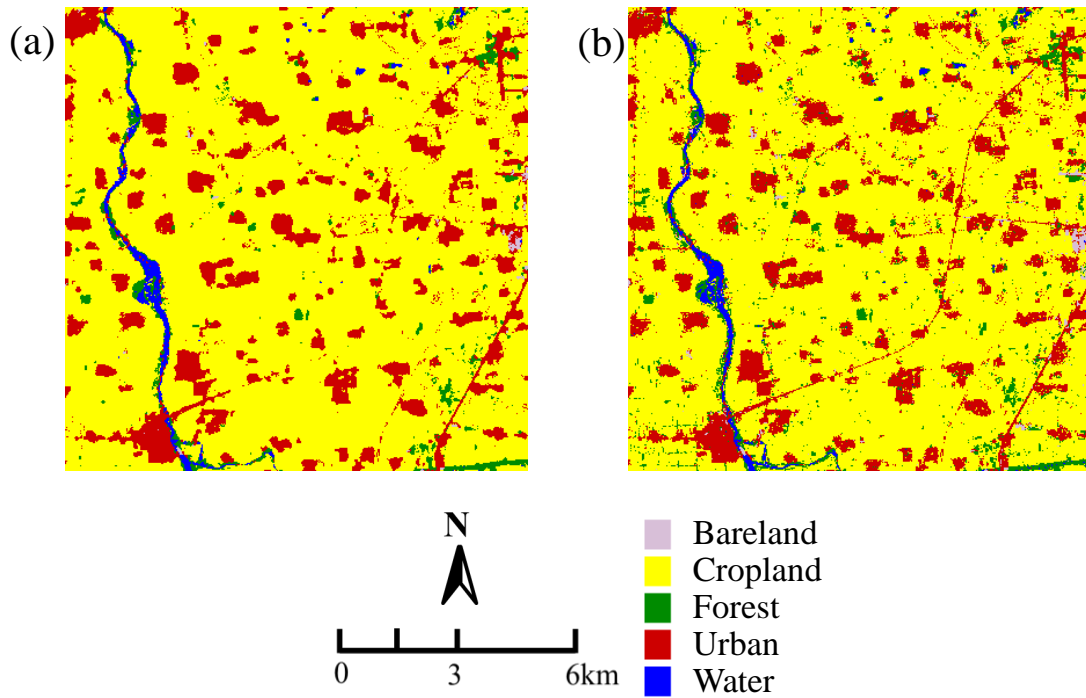 (a)
(b)
N
0 3 6km
Bareland
Cropland
Forest
Urban
Water